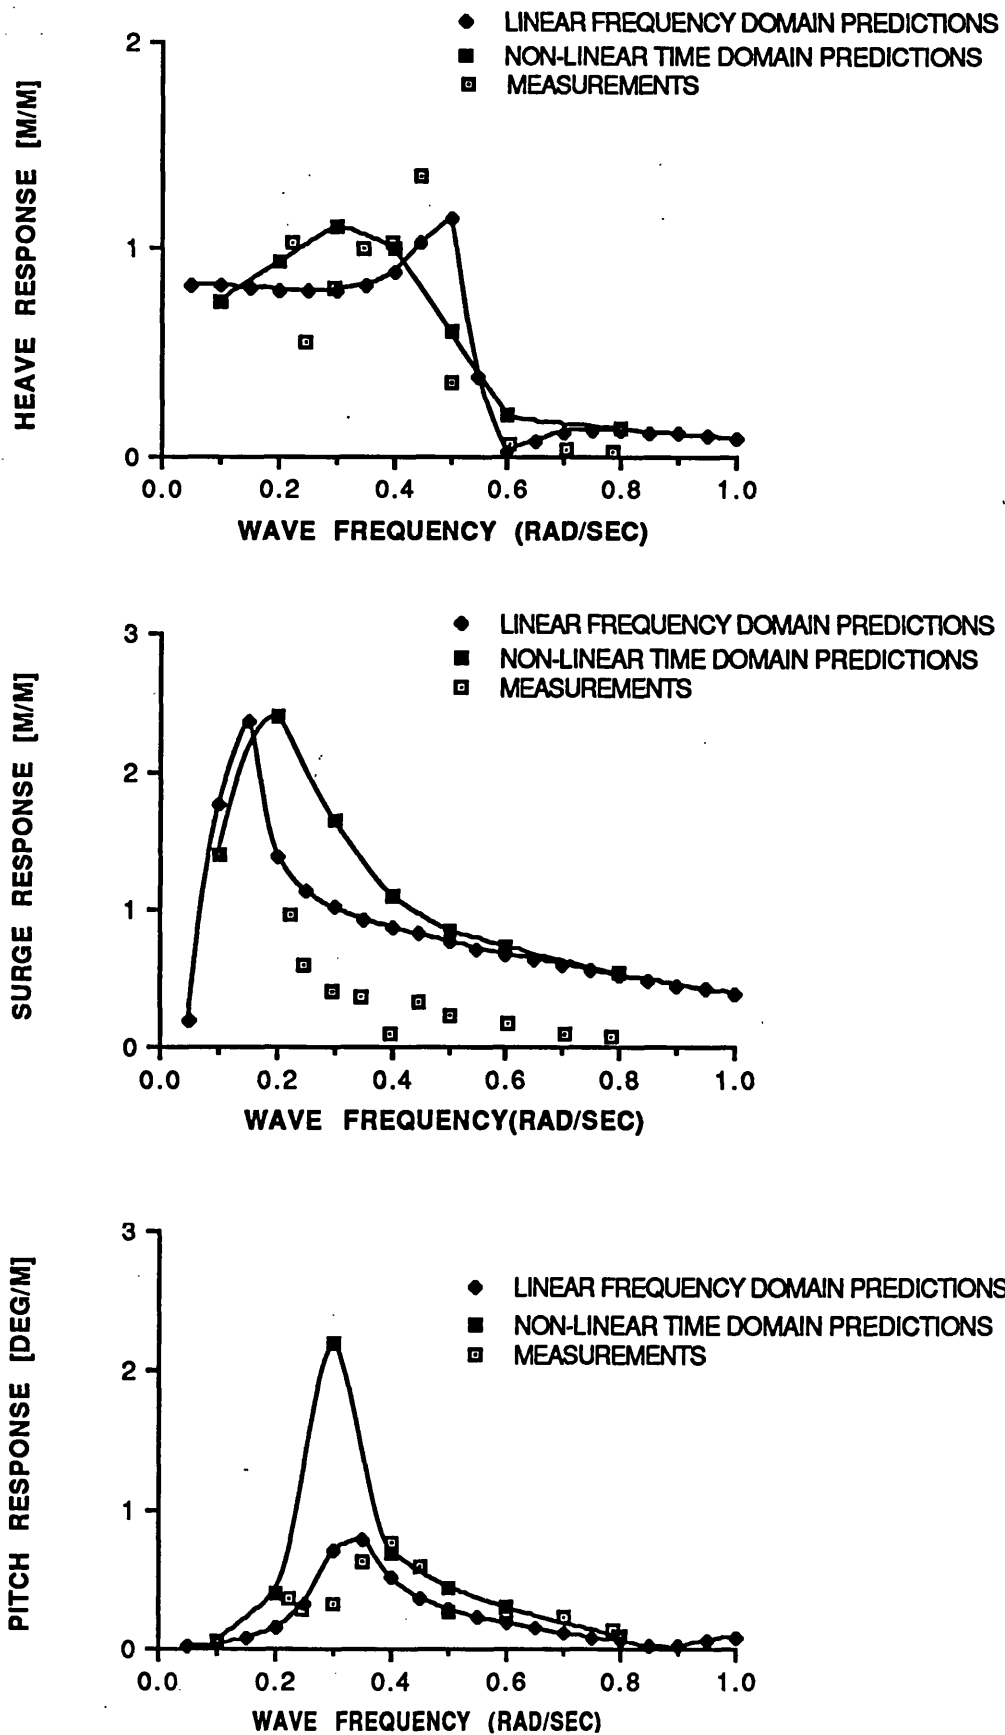 LINEAR FREQUENCY DOMAIN PREDICTIONS
NON-LINEAR TIME DOMAIN PREDICTIONS
MEASUREMENTS
HEAVE RESPONSE [M/M]
2
1
0
0.0 0.2 0.4 0.6 0.8 1.0
WAVE FREQUENCY (RAD/SEC)
LINEAR FREQUENCY DOMAIN PREDICTIONS
NON-LINEAR TIME DOMAIN PREDICTIONS
MEASUREMENTS
SURGE RESPONSE [M/M]
3
2
1
0
0.0 0.2 0.4 0.6 0.8 1.0
WAVE FREQUENCY(RAD/SEC)
LINEAR FREQUENCY DOMAIN PREDICTIONS
NON-LINEAR TIME DOMAIN PREDICTIONS
MEASUREMENTS
PITCH RESPONSE [DEG/M]
3
2
1
0
0.0 0.2 0.4 0.6 0.8 1.0
WAVE FREQUENCY (RAD/SEC)